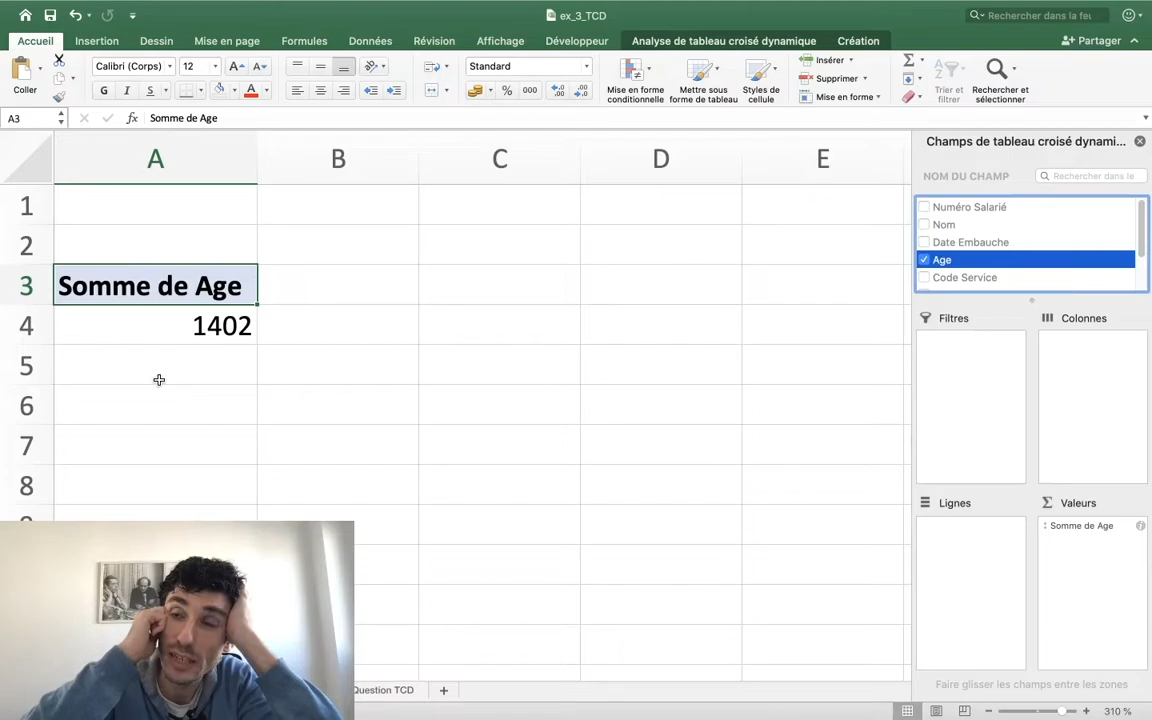 ex_3_TCD
Rechercher dans la feu
Accueil Insertion Dessin Mise en page Formules Données Révision Affichage Développeur Analyse de tableau croisé dynamique Création Partager
Coller
Calibri (Corps) 12
G I S
Standard
% 000
Mise en forme conditionnelle
Mettre sous forme de tableau
Styles de cellule
Insérer
Supprimer
Mise en forme
Trier et filtrer
Rechercher et sélectionner
A3 fx Somme de Age
A B C D E
1
2
3 Somme de Age
4 1402
5
6
7
8
Question TCD
Champs de tableau croisé dynami...
NOM DU CHAMP Rechercher dans le
Numéro Salarié
Nom
Date Embauche
Age
Code Service
Filtres Colonnes
Lignes Valeurs
Somme de Age
Faire glisser les champs entre les zones
310 %